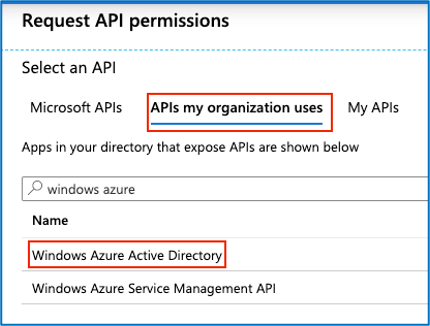 Request API permissions
Select an API
Microsoft APIs APIs my organization uses My APIs
Apps in your directory that expose APIs are shown below
windows azure
Name
Windows Azure Active Directory
Windows Azure Service Management API